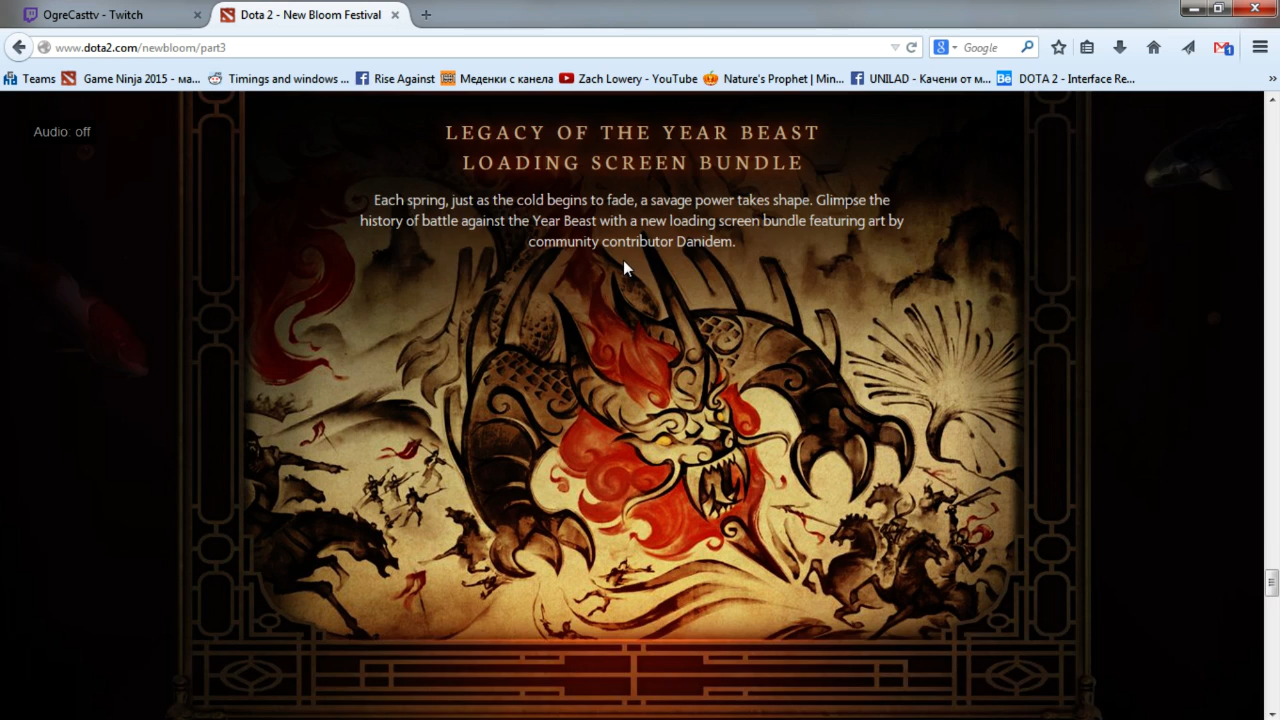 OgreCasttv - Twitch
Dota 2 - New Bloom Festival
www.dota2.com/newbloom/part3
Google
1
Teams
Game Ninja 2015 - ма...
Timings and windows ...
Rise Against
Меденки с канела
Zach Lowery - YouTube
Nature's Prophet | Min...
UNILAD - Качени от м...
Bē
DOTA 2 - Interface Re...
Audio: off
LEGACY OF THE YEAR BEAST
LOADING SCREEN BUNDLE
Each spring, just as the cold begins to fade, a savage power takes shape. Glimpse the
history of battle against the Year Beast with a new loading screen bundle featuring art by
community contributor Danidem.